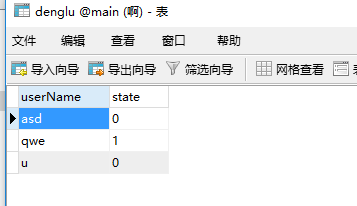 denglu @main (啊) - 表
文件 编辑 查看 窗口 帮助
导入向导 导出向导 筛选向导 网格查看
userName state
asd 0
qwe 1
u 0